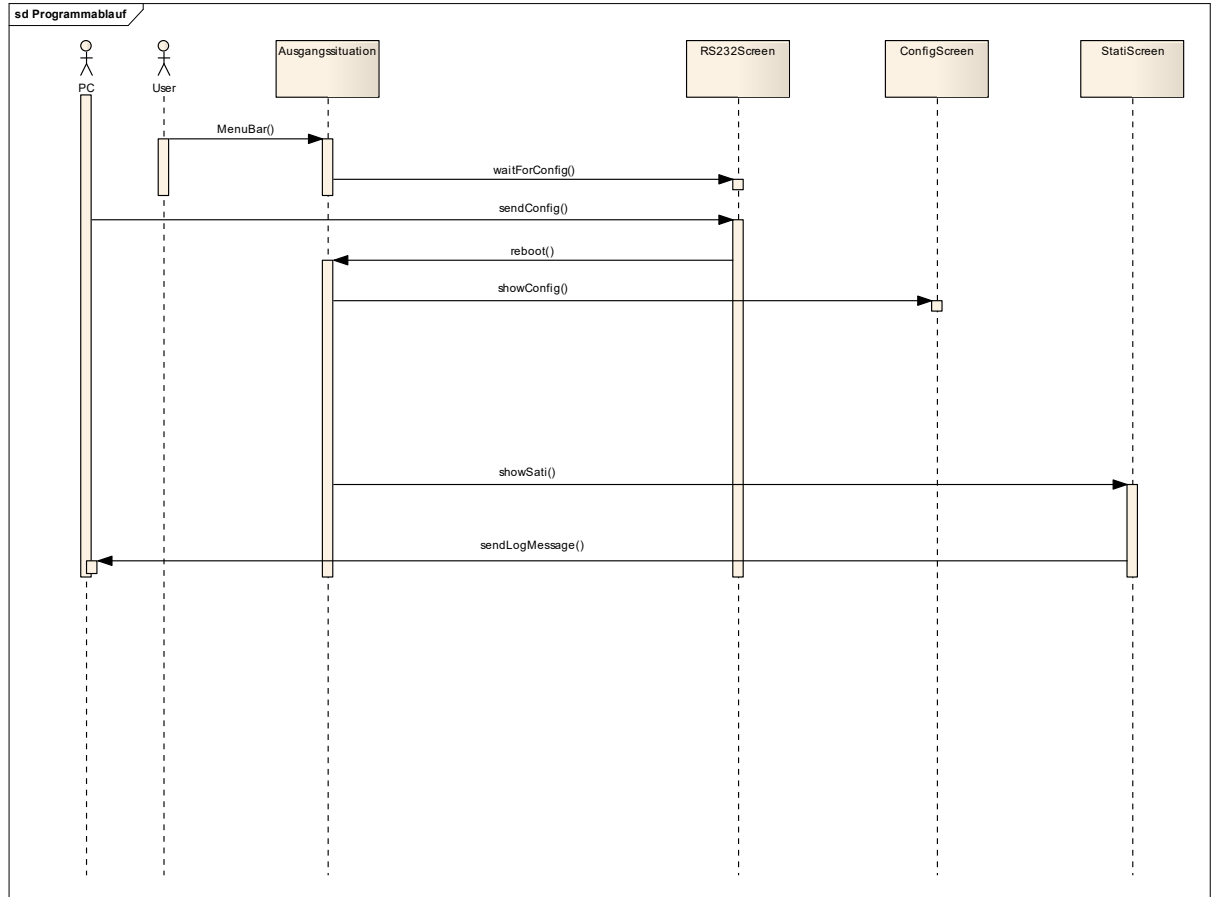 sd Programmablauf
PC
User
Ausgangssituation
RS232Screen
ConfigScreen
StatiScreen
MenuBar()
waitForConfig()
sendConfig()
reboot()
showConfig()
showSati()
sendLogMessage()